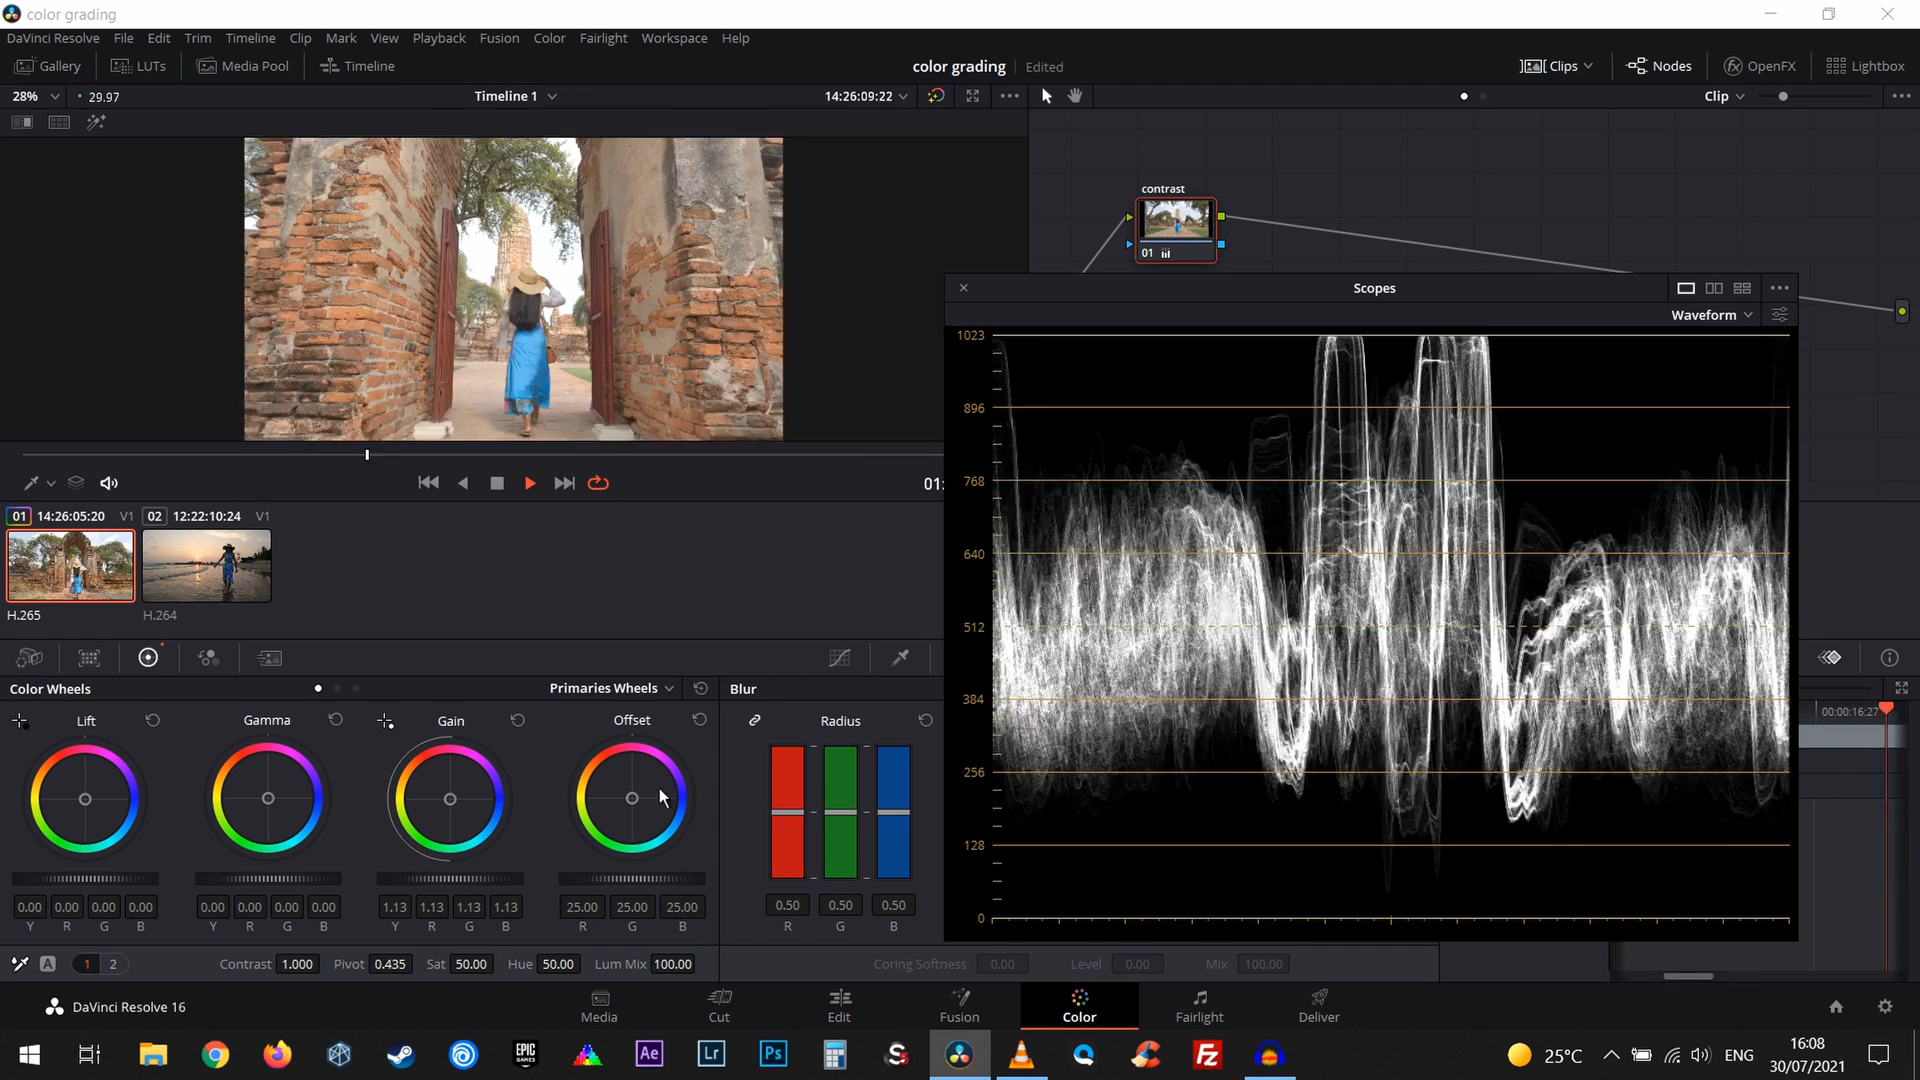 color grading
DaVinci Resolve File Edit Trim Timeline Clip Mark View Playback Fusion Color Fairlight Workspace Help
Gallery LUTs Media Pool Timeline color grading Edited Clips Nodes OpenFX Lightbox
28% 29.97 Timeline 1 14:26:09:22 Clip
contrast
01
Scopes
Waveform
1023
896
768
640
512
384
256
128
0
01:
01 14:26:05:20 V1 02 12:22:10:24 V1
H.265 H.264
Color Wheels Primaries Wheels Blur
Lift Gamma Gain Offset Radius
00:00:16:27
0.00 0.00 0.00 0.00 0.00 0.00 0.00 0.00 1.13 1.13 1.13 1.13 25.00 25.00 25.00 0.50 0.50 0.50
Y R G B Y R G B Y R G B R G B R G B
A 1 2 Contrast 1.000 Pivot 0.435 Sat 50.00 Hue 50.00 Lum Mix 100.00 Coring Softness 0.00 Level 0.00 Mix 100.00
DaVinci Resolve 16 Media Cut Edit Fusion Color Fairlight Deliver
EPIC GAMES Ae Lr Ps Fz 25°C ENG 16:08
30/07/2021